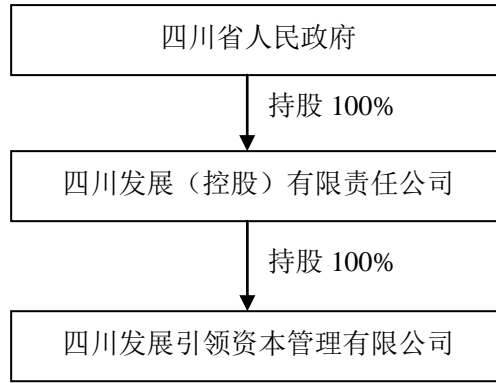 四川省人民政府
持股 100%
四川发展（控股）有限责任公司
持股 100%
四川发展引领资本管理有限公司